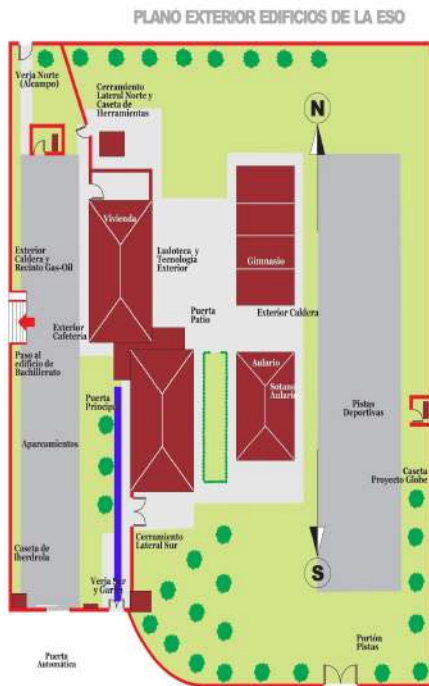 PLANO EXTERIOR EDIFICIOS DE LA ESO
Verja Norte
(Alcampo)
Cerramiento
Lateral Norte y
Caseta de
Herramientas
N
Vivienda
Exterior
Caldera y
Recinto Gas-Oil
Ludoteca y
Tecnología
Exterior
Gimnasio
Puerta
Patio
Exterior Caldera
Exterior
Cafetería
Paso al
edificio de
Bachillerato
Aulario
Sotano
Aulario
Puerta
Principal
Pistas
Deportivas
Aparcamientos
Caseta
Proyecto Globe
Cerramiento
Lateral Sur
Caseta de
Iberdrola
S
Verja Sur
y Garita
Puerta
Automática
Portón
Pistas